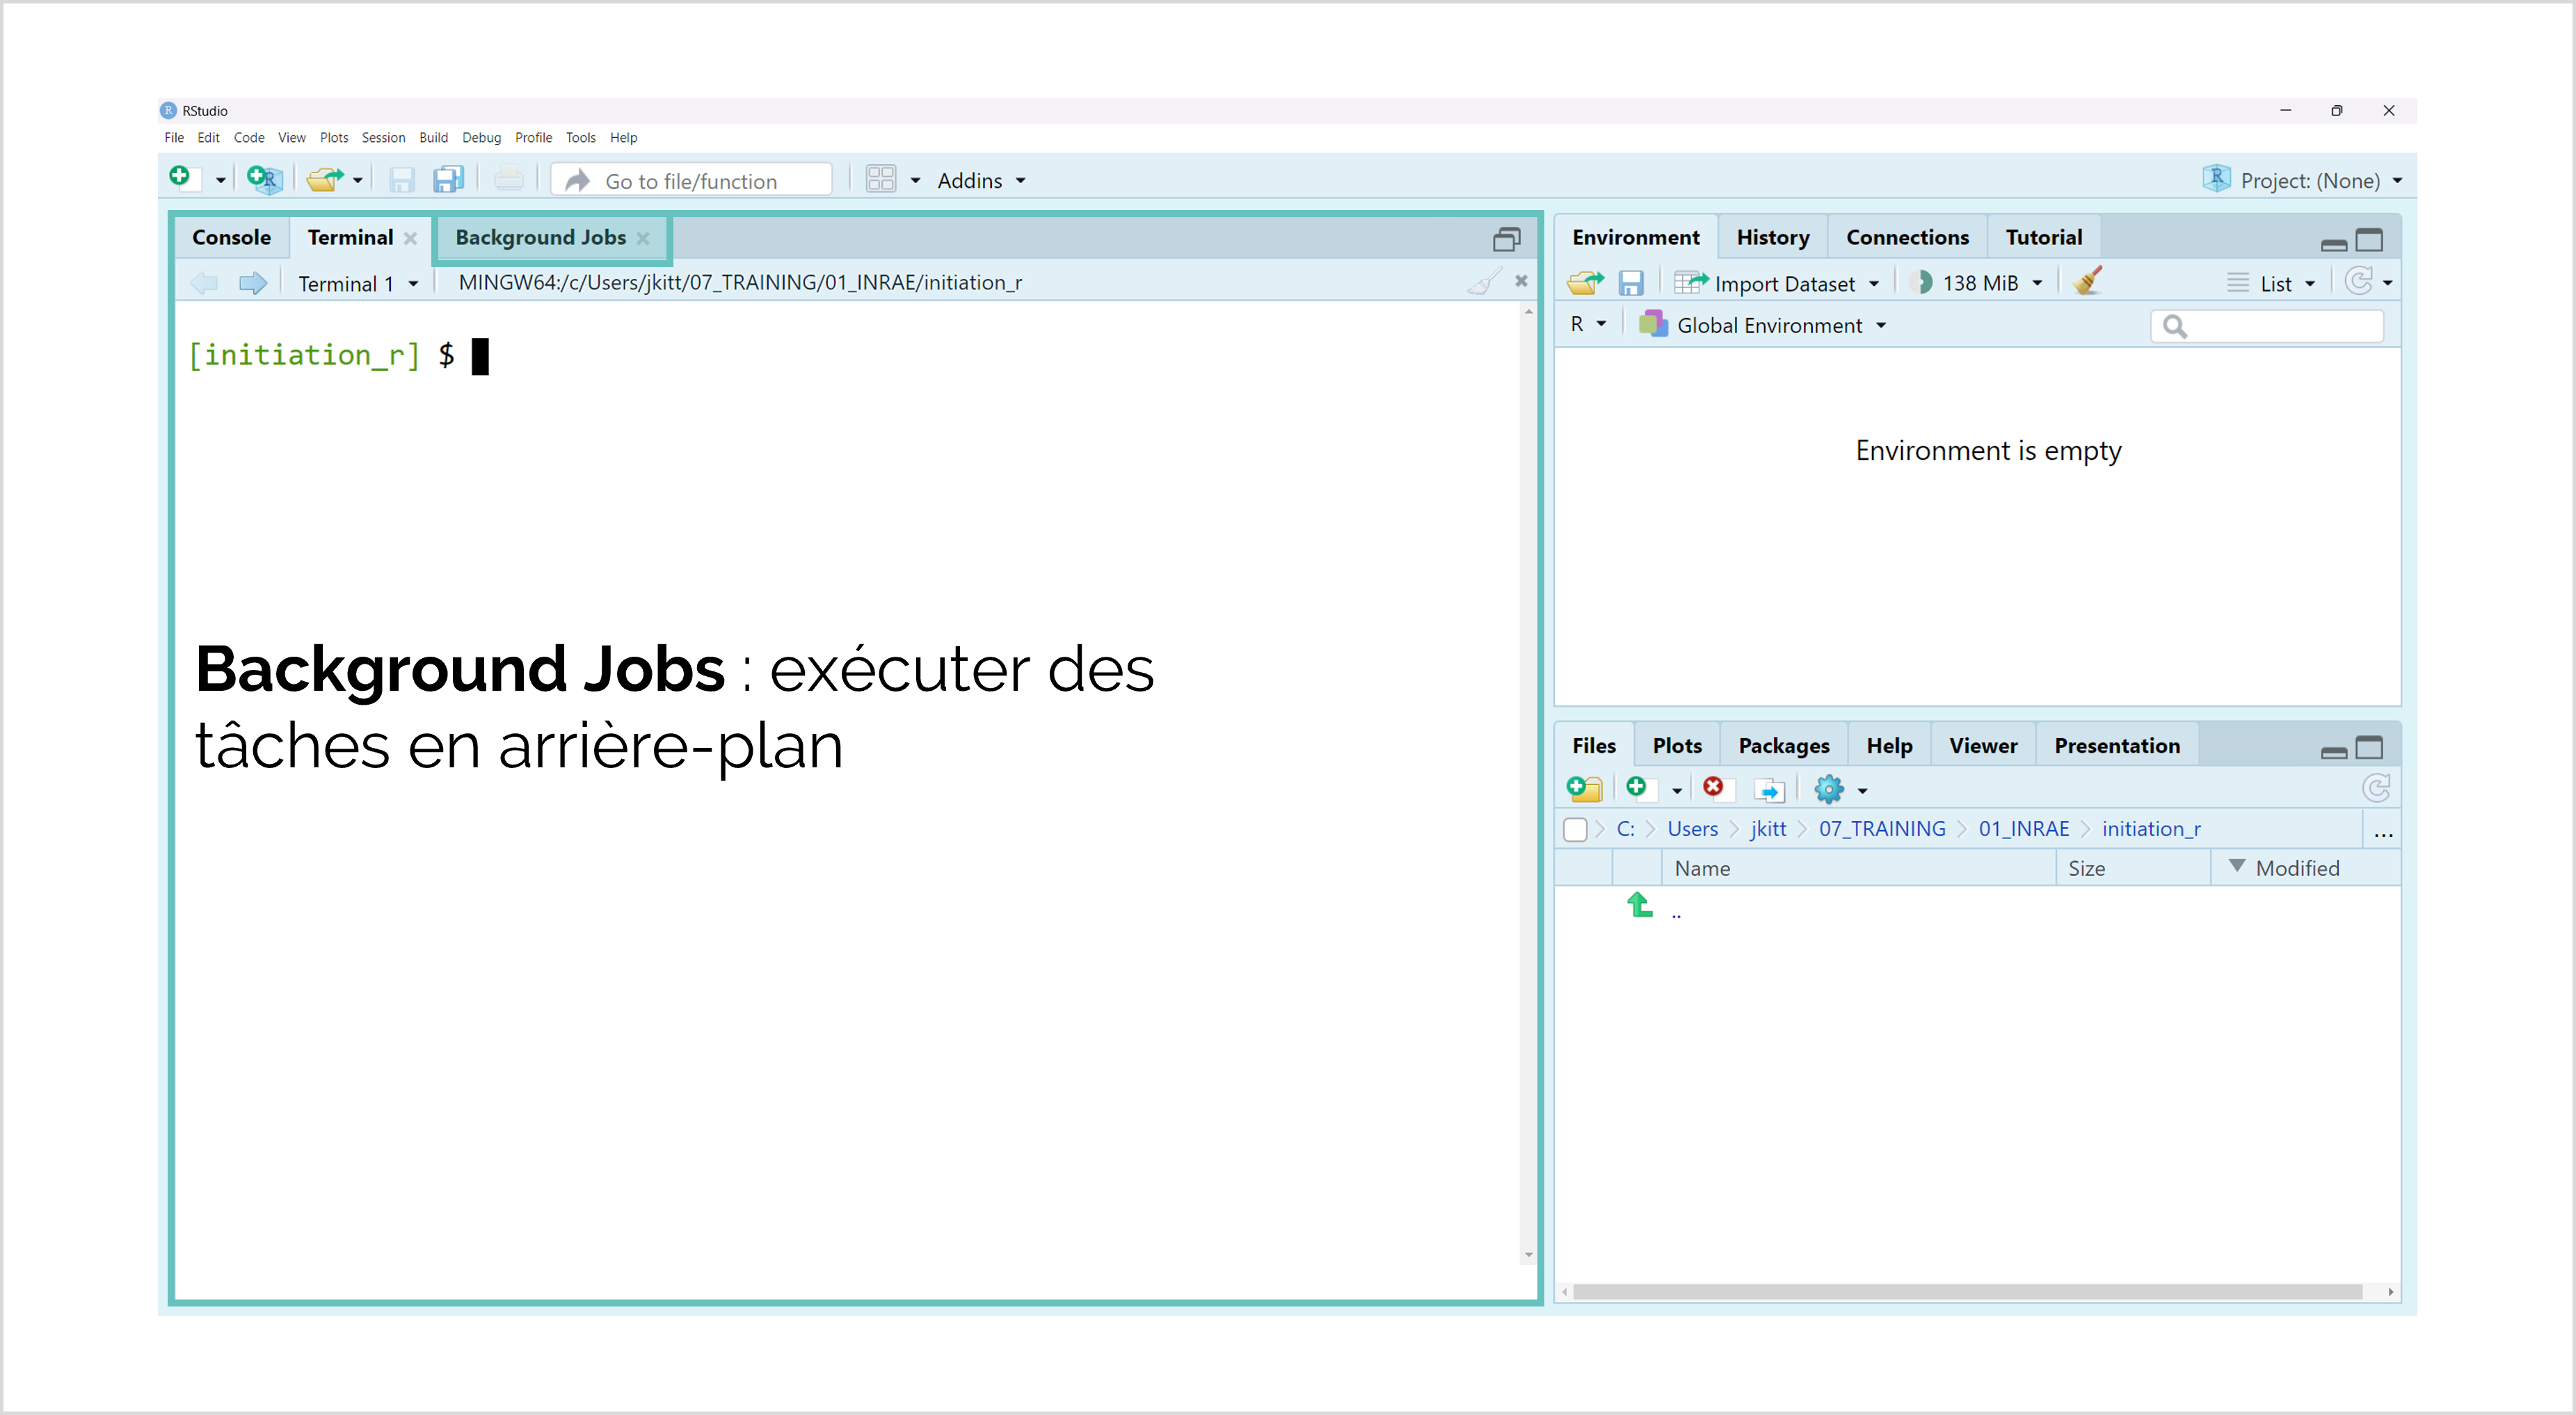 RStudio
File Edit Code View Plots Session Build Debug Profile Tools Help
Go to file/function Addins Project: (None)
Console Terminal Background Jobs
Terminal 1 MINGW64:/c/Users/jkitt/07_TRAINING/01_INRAE/initiation_r
[initiation_r] $
Background Jobs : exécuter des
tâches en arrière-plan
Environment History Connections Tutorial
Import Dataset 138 MiB List
R Global Environment
Environment is empty
Files Plots Packages Help Viewer Presentation
C: Users jkitt 07_TRAINING 01_INRAE initiation_r ...
Name Size Modified
..